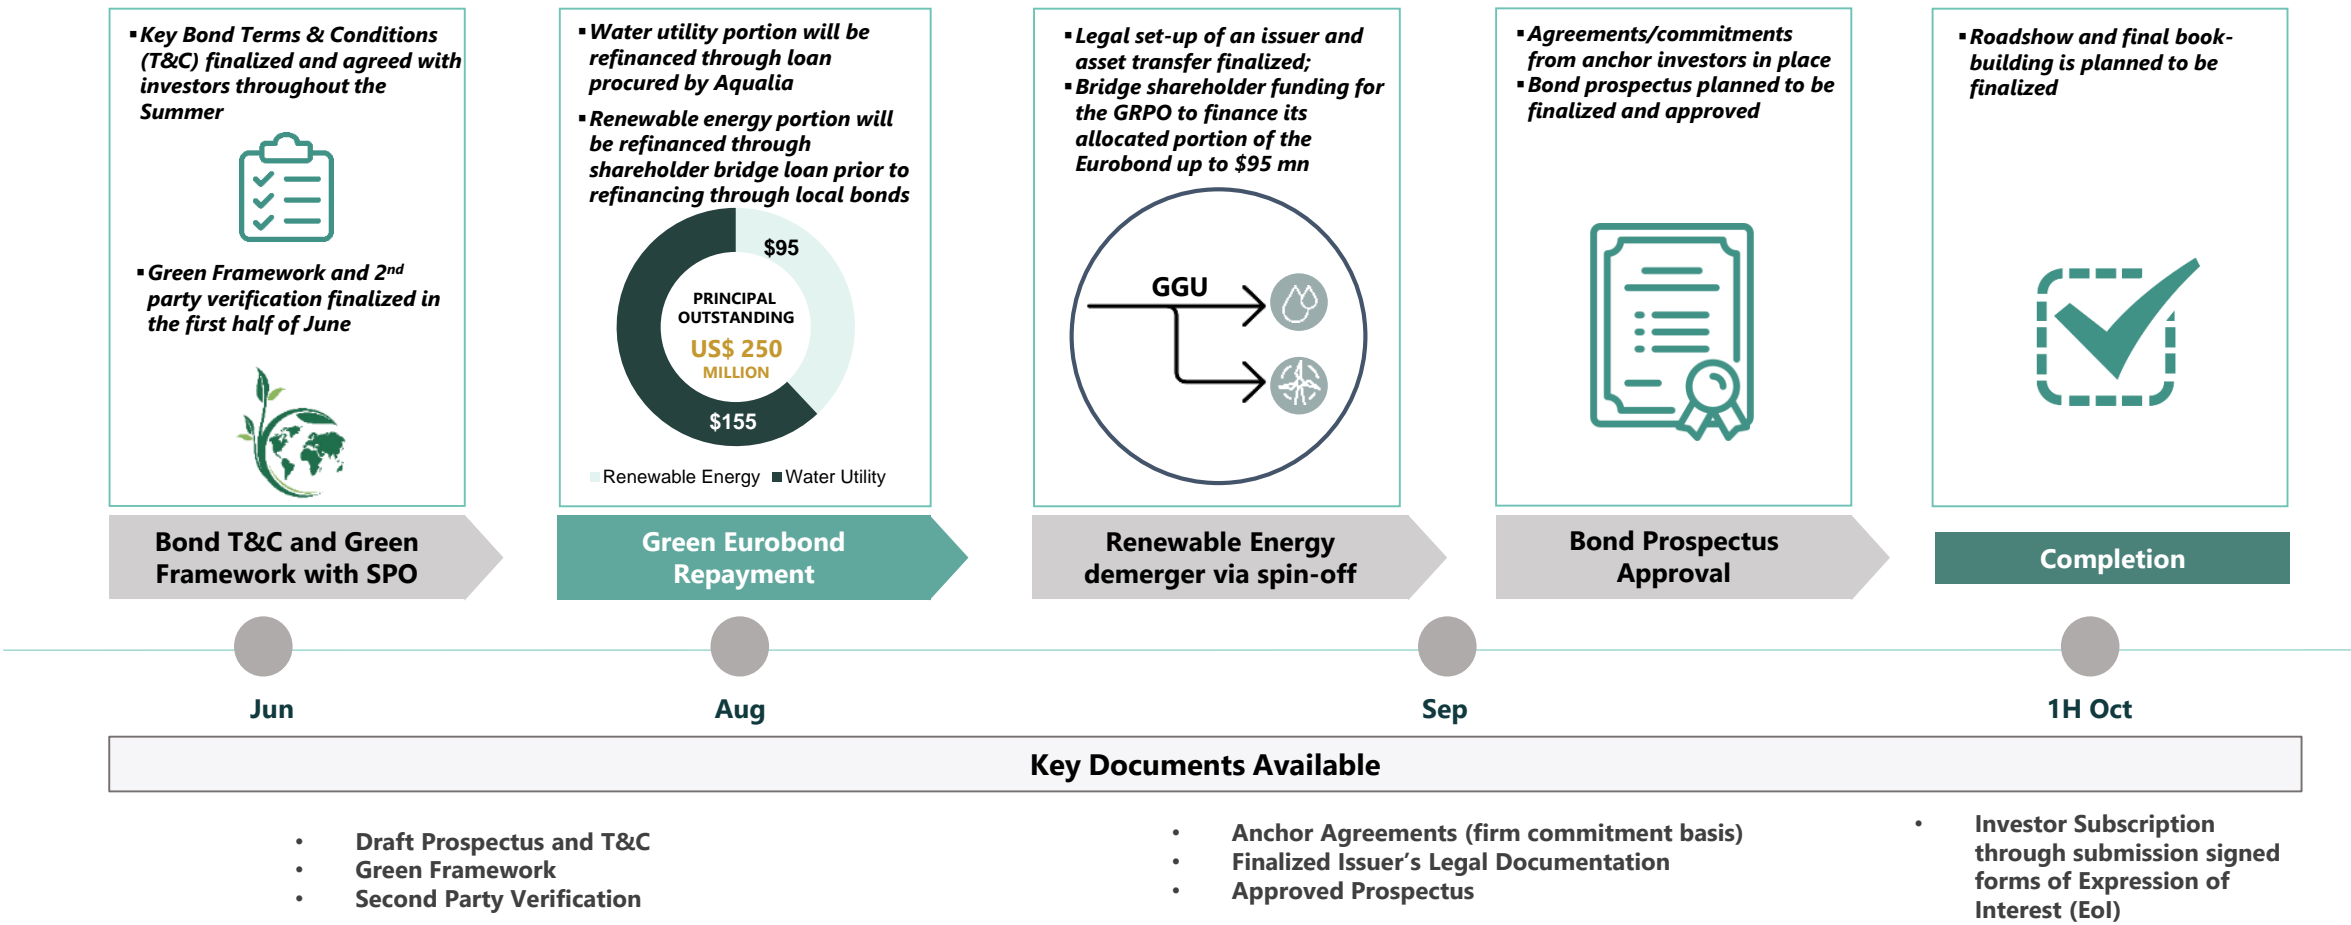 ▪Key Bond Terms & Conditions
(T&C) finalized and agreed with
investors throughout the
Summer
▪Green Framework and 2nd
party verification finalized in
the first half of June
▪Water utility portion will be
refinanced through loan
procured by Aqualia
▪Renewable energy portion will
be refinanced through
shareholder bridge loan prior to
refinancing through local bonds
$95
PRINCIPAL
OUTSTANDING
US$ 250
MILLION
$155
Renewable Energy Water Utility
▪Legal set-up of an issuer and
asset transfer finalized;
▪Bridge shareholder funding for
the GRPO to finance its
allocated portion of the
Eurobond up to $95 mn
GGU
▪Agreements/commitments
from anchor investors in place
▪Bond prospectus planned to be
finalized and approved
▪Roadshow and final book-
building is planned to be
finalized
Bond T&C and Green
Framework with SPO
Green Eurobond
Repayment
Renewable Energy
demerger via spin-off
Bond Prospectus
Approval
Completion
Jun
Aug
Sep
1H Oct
Key Documents Available
• Draft Prospectus and T&C
• Green Framework
• Second Party Verification
• Anchor Agreements (firm commitment basis)
• Finalized Issuer's Legal Documentation
• Approved Prospectus
• Investor Subscription
through submission signed
forms of Expression of
Interest (EoI)